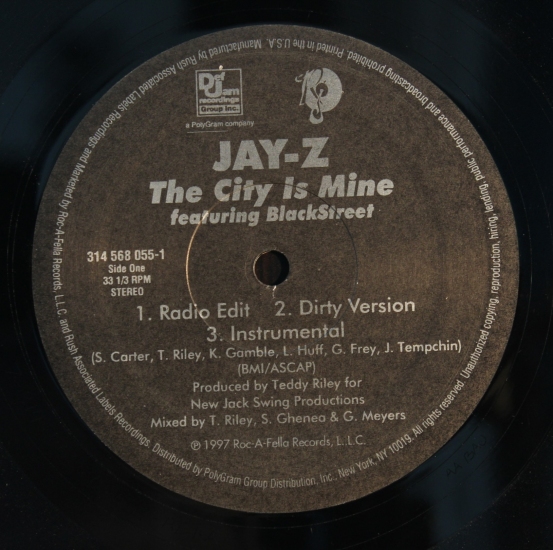 Def
Jam
recordings
Group Inc.
a PolyGram company
JAY-Z
The City Is Mine
featuring BlackStreet
314 568 055-1
Side One
33 1/3 RPM
STEREO
1. Radio Edit 2. Dirty Version
3. Instrumental
(S. Carter, T. Riley, K. Gamble, L. Huff, G. Frey, J. Tempchin)
(BMI/ASCAP)
Produced by Teddy Riley for
New Jack Swing Productions
Mixed by T. Riley, S. Ghenea & G. Meyers
℗ 1997 Roc-A-Fella Records, L.L.C.
Manufactured by Rush Associated Labels Recordings and Marketed by Roc-A-Fella Records, L.L.C. and Rush Associated Labels Recordings. Distributed by PolyGram Group Distribution, Inc., New York, NY 10019. All rights reserved. Unauthorized copying, reproduction, hiring, lending, public performance and broadcasting prohibited. Printed in the U.S.A.